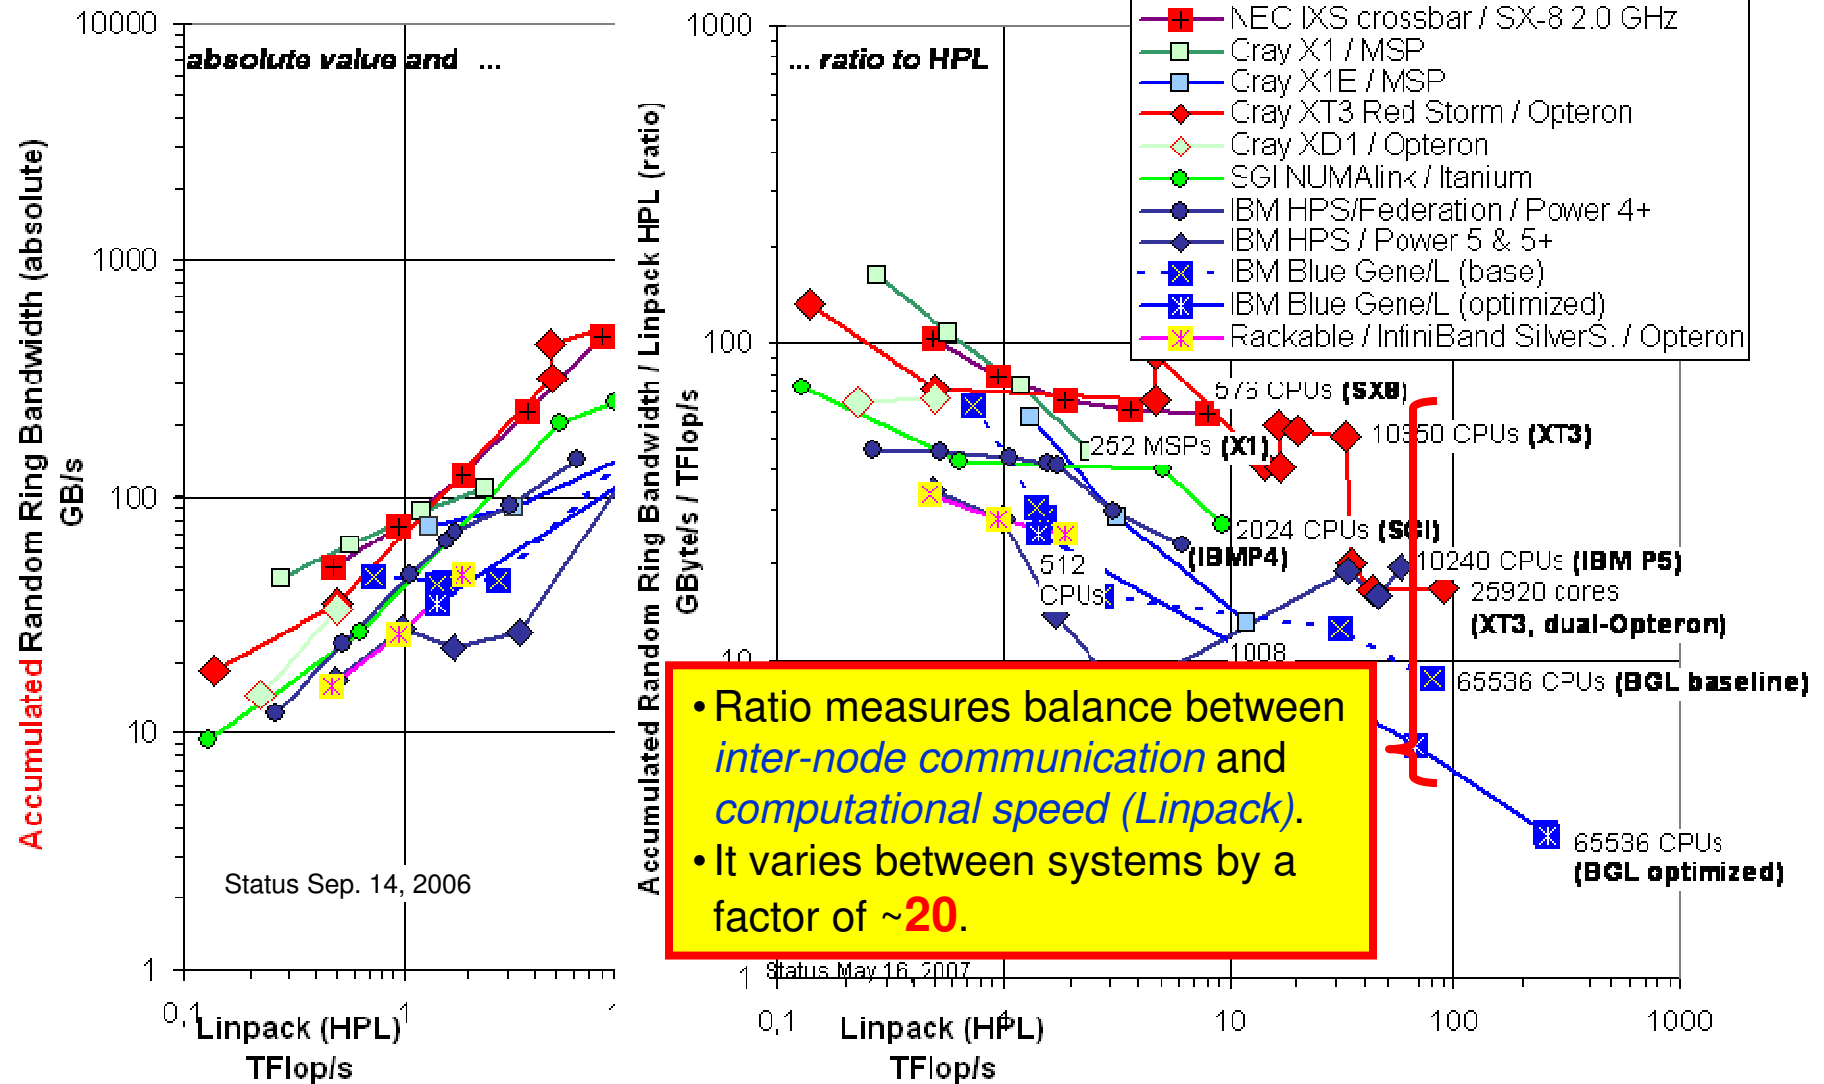 10000
1000
100
10
1
absolute value and ...
Accumulated Random Ring Bandwidth (absolute)
GB/s
Status Sep. 14, 2006
0,1
1
Linpack (HPL)
TFlop/s
1000
100
10
1
... ratio to HPL
Accumulated Random Ring Bandwidth / Linpack HPL (ratio)
GByte/s / TFlop/s
NEC IXS crossbar / SX-8 2.0 GHz
Cray X1 / MSP
Cray X1E / MSP
Cray XT3 Red Storm / Opteron
Cray XD1 / Opteron
SGI NUMAlink / Itanium
IBM HPS/Federation / Power 4+
IBM HPS / Power 5 & 5+
IBM Blue Gene/L (base)
IBM Blue Gene/L (optimized)
Rackable / InfiniBand SilverS. / Opteron
576 CPUs (SX8)
252 MSPs (X1)
10350 CPUs (XT3)
2024 CPUs (SGI)
(IBMP4)
512
CPUs
10240 CPUs (IBM P5)
25920 cores
(XT3, dual-Opteron)
1008
65536 CPUs (BGL baseline)
65536 CPUs
(BGL optimized)
• Ratio measures balance between
inter-node communication and
computational speed (Linpack).
• It varies between systems by a
factor of ~20.
Status May 16, 2007
0,1
1
10
100
1000
Linpack (HPL)
TFlop/s